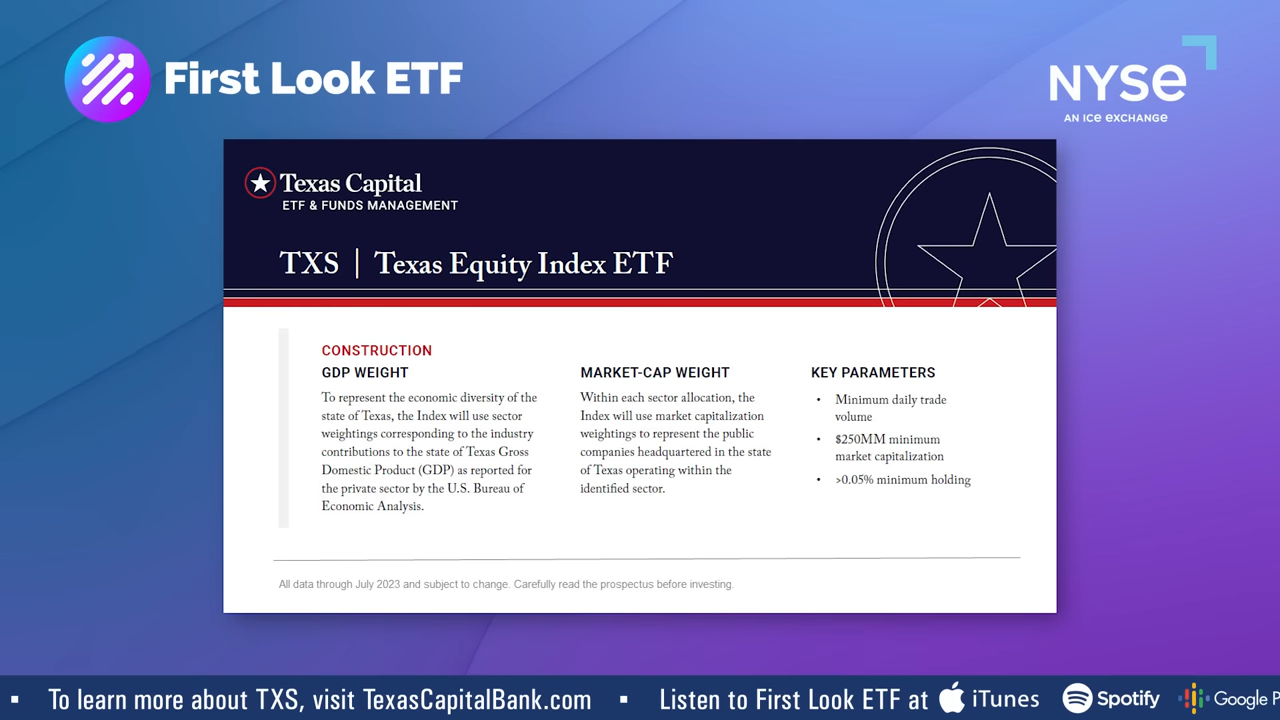 First Look ETF
NYSE
AN ICE EXCHANGE
Texas Capital
ETF & FUNDS MANAGEMENT
TXS | Texas Equity Index ETF
CONSTRUCTION
GDP WEIGHT
To represent the economic diversity of the
state of Texas, the Index will use sector
weightings corresponding to the industry
contributions to the state of Texas Gross
Domestic Product (GDP) as reported for
the private sector by the U.S. Bureau of
Economic Analysis.
MARKET-CAP WEIGHT
Within each sector allocation, the
Index will use market capitalization
weightings to represent the public
companies headquartered in the state
of Texas operating within the
identified sector.
KEY PARAMETERS
• Minimum daily trade
volume
• $250MM minimum
market capitalization
• >0.05% minimum holding
All data through July 2023 and subject to change. Carefully read the prospectus before investing.
▪ To learn more about TXS, visit TexasCapitalBank.com ▪ Listen to First Look ETF at iTunes Spotify Google P